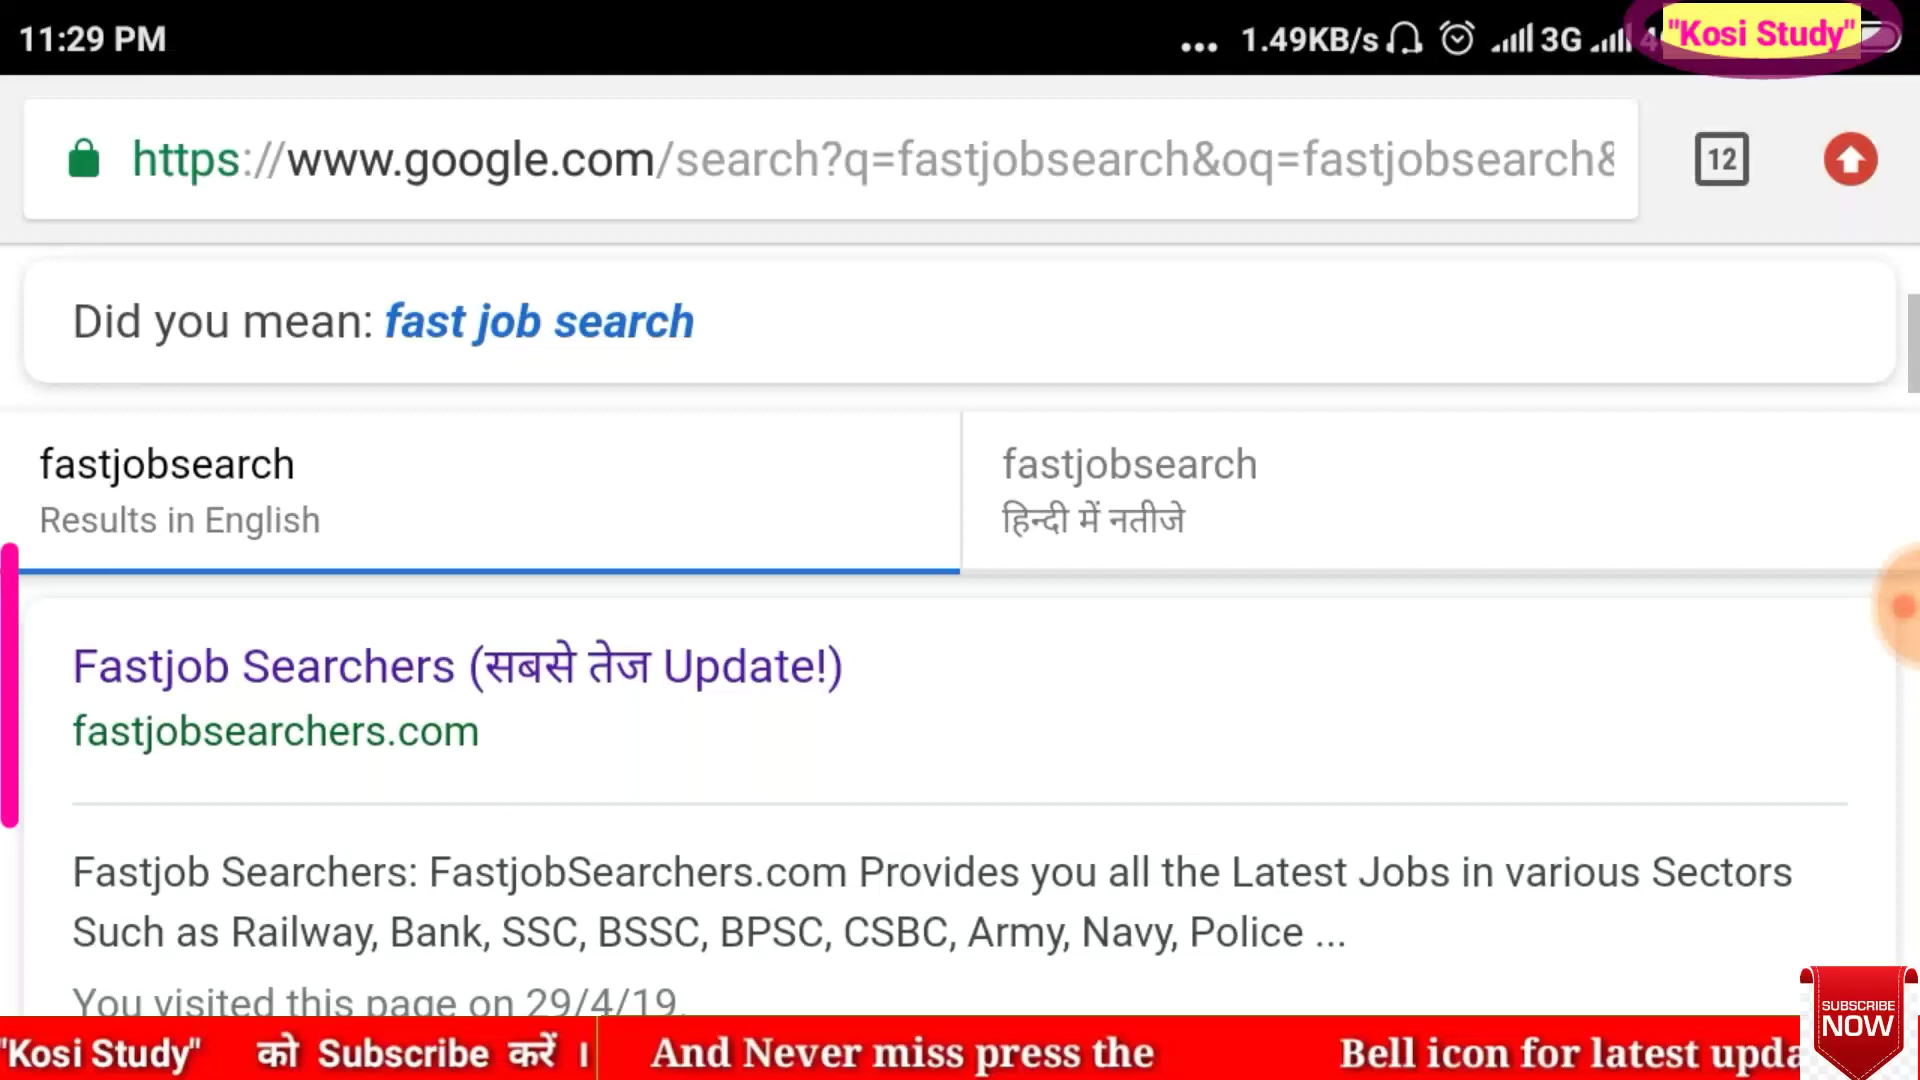 11:29 PM
... 1.49KB/s 3G 4
"Kosi Study"
https://www.google.com/search?q=fastjobsearch&oq=fastjobsearch&
12
Did you mean: fast job search
fastjobsearch
Results in English
fastjobsearch
हिन्दी में नतीजे
Fastjob Searchers (सबसे तेज Update!)
fastjobsearchers.com
Fastjob Searchers: FastjobSearchers.com Provides you all the Latest Jobs in various Sectors
Such as Railway, Bank, SSC, BSSC, BPSC, CSBC, Army, Navy, Police ...
You visited this page on 29/4/19.
"Kosi Study" को Subscribe करें । And Never miss press the Bell icon for latest upda
SUBSCRIBE
NOW